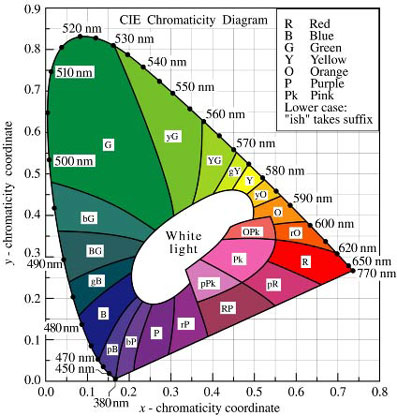 CIE Chromaticity Diagram
R Red
B Blue
G Green
Y Yellow
O Orange
P Purple
Pk Pink
Lower case:
"ish" takes suffix
0.9
0.8
0.7
0.6
0.5
0.4
0.3
0.2
0.1
0.0
y - chromaticity coordinate
520 nm
530 nm
540 nm
510 nm
550 nm
560 nm
570 nm
500 nm
580 nm
590 nm
600 nm
620 nm
650 nm
770 nm
490nm
480 nm
470 nm
450 nm
380nm
G
yG
YG
gY
Y
yO
O
rO
bG
White
light
OPk
BG
Pk
R
gB
pPk
pR
B
RP
P
rP
bP
pB
0.0
0.1
0.2
0.3
0.4
0.5
0.6
0.7
0.8
x - chromaticity coordinate